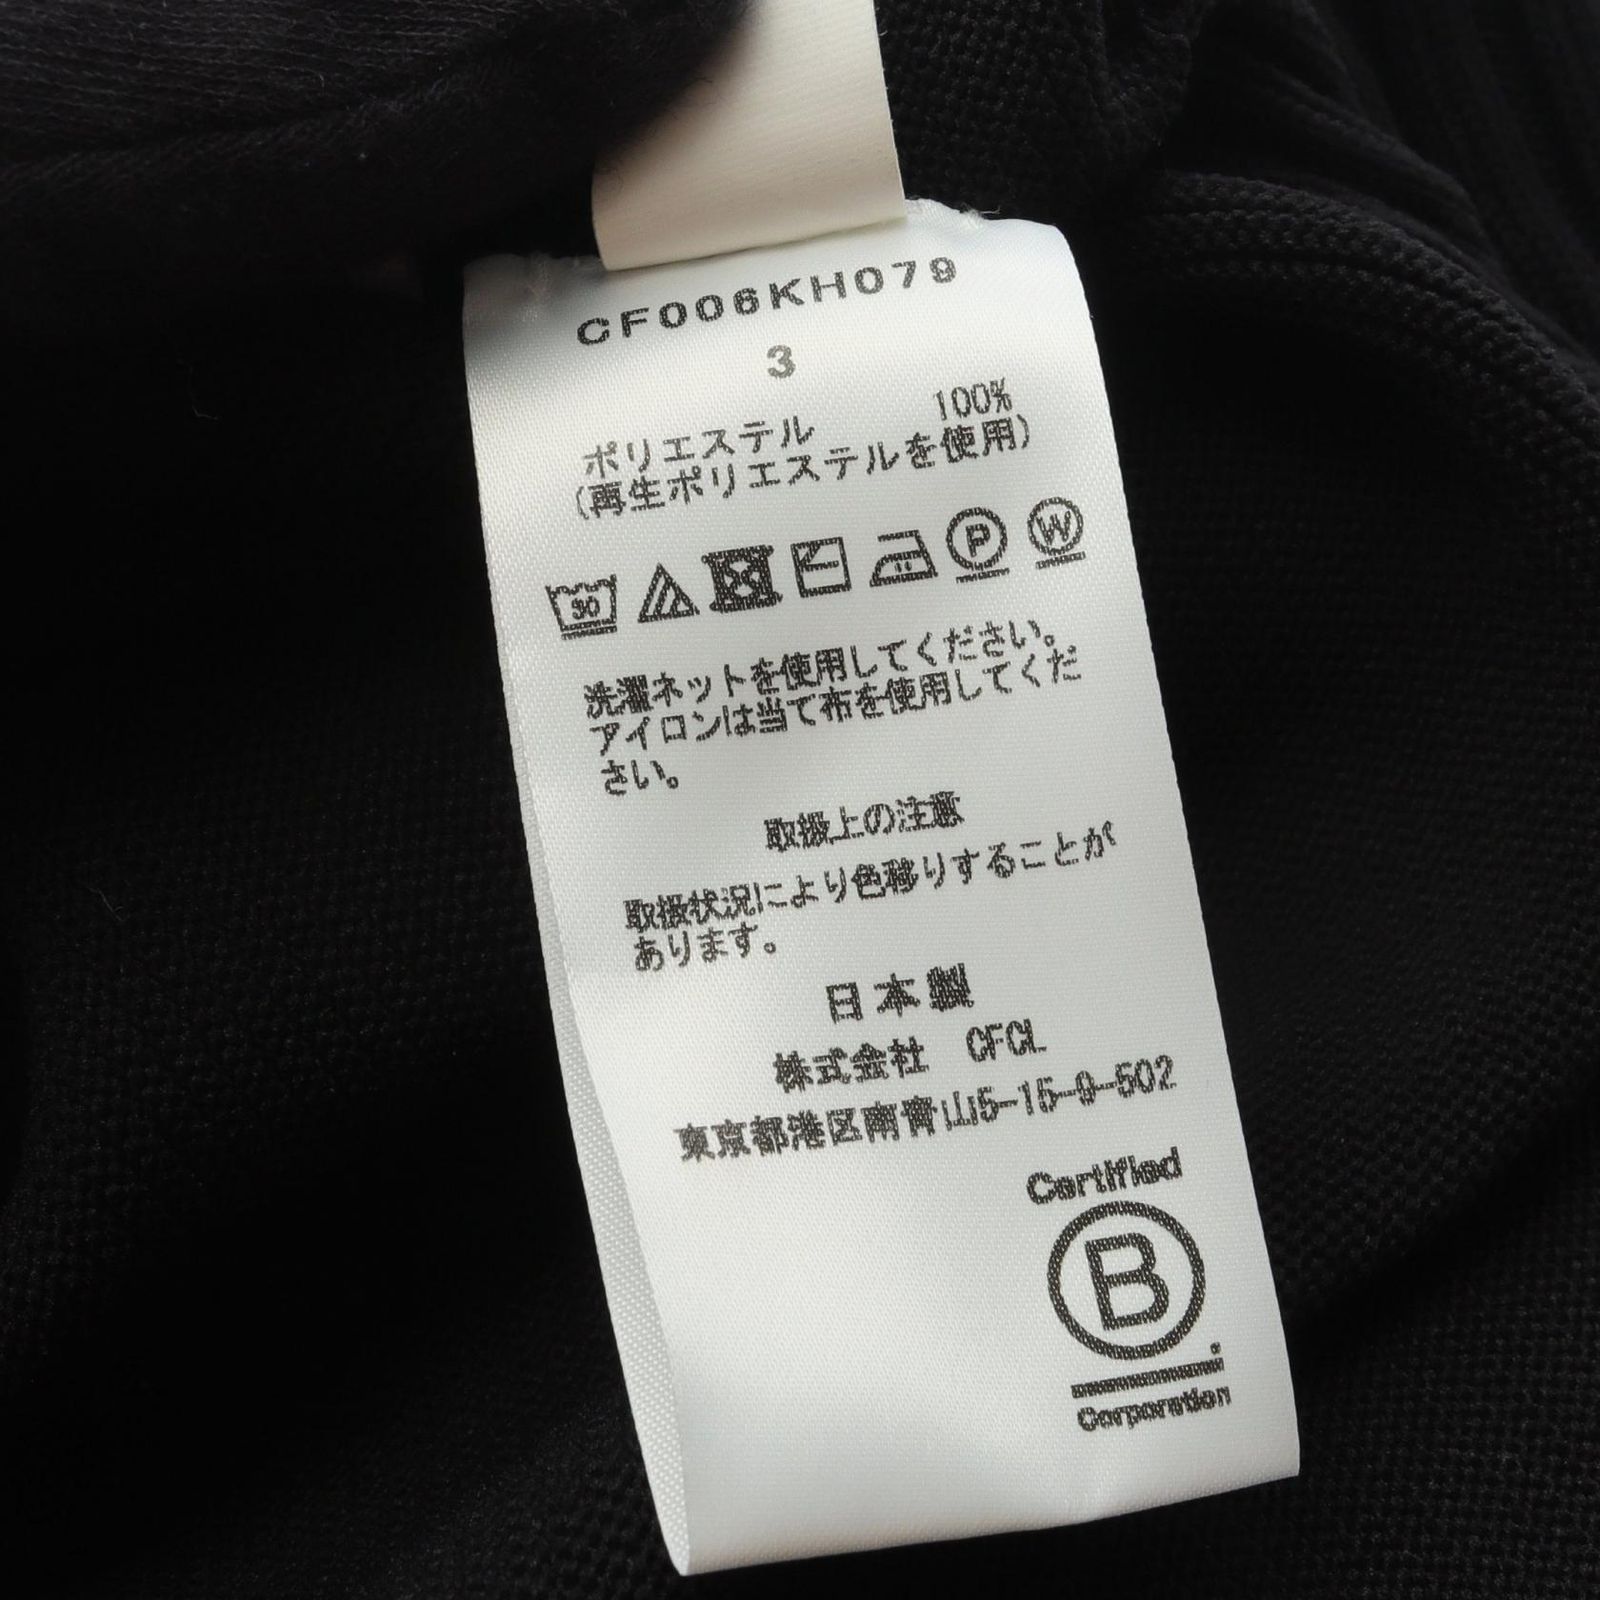 CF006KH079
3
ポリエステル 100%
(再生ポリエステルを使用)
30 P W
洗濯ネットを使用してください。
アイロンは当て布を使用してくだ
さい。
取扱上の注意
取扱状況により色移りすることが
あります。
日本製
株式会社 CFCL
東京都港区南青山5-15-9-502
Certified
B
Corporation